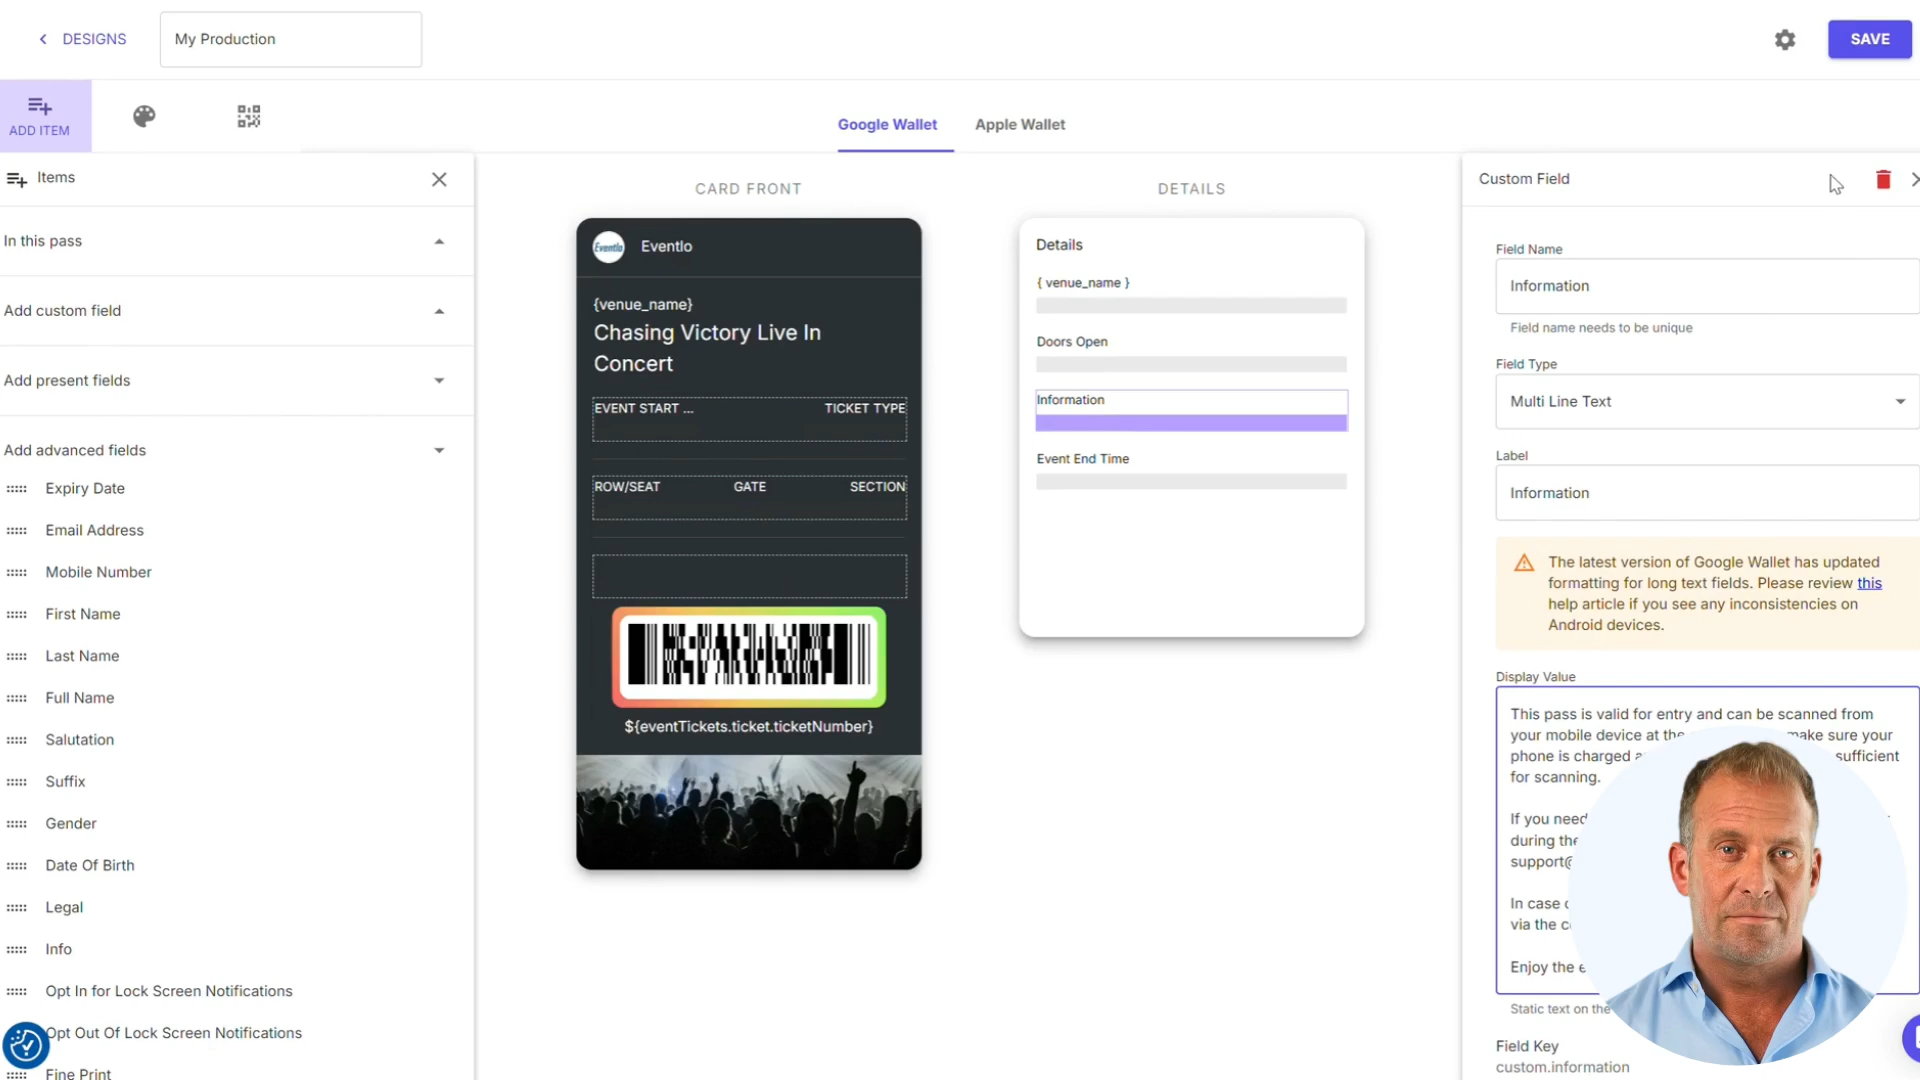 DESIGNS
My Production
SAVE
ADD ITEM
Google Wallet
Apple Wallet
Items
In this pass
Add custom field
Add present fields
Add advanced fields
Expiry Date
Email Address
Mobile Number
First Name
Last Name
Full Name
Salutation
Suffix
Gender
Date Of Birth
Legal
Info
Opt In for Lock Screen Notifications
Opt Out Of Lock Screen Notifications
Fine Print
CARD FRONT
Eventlo
Eventlo
{venue_name}
Chasing Victory Live In
Concert
EVENT START ...
TICKET TYPE
ROW/SEAT
GATE
SECTION
${eventTickets.ticket.ticketNumber}
DETAILS
Details
{ venue_name }
Doors Open
Information
Event End Time
Custom Field
Field Name
Information
Field name needs to be unique
Field Type
Multi Line Text
Label
Information
The latest version of Google Wallet has updated
formatting for long text fields. Please review this
help article if you see any inconsistencies on
Android devices.
Display Value
This pass is valid for entry and can be scanned from
your mobile device at the make sure your
phone is charged sufficient
for scanning.
If you need
during the
support@
In case
via the
Enjoy the
Static text on the
Field Key
custom.information